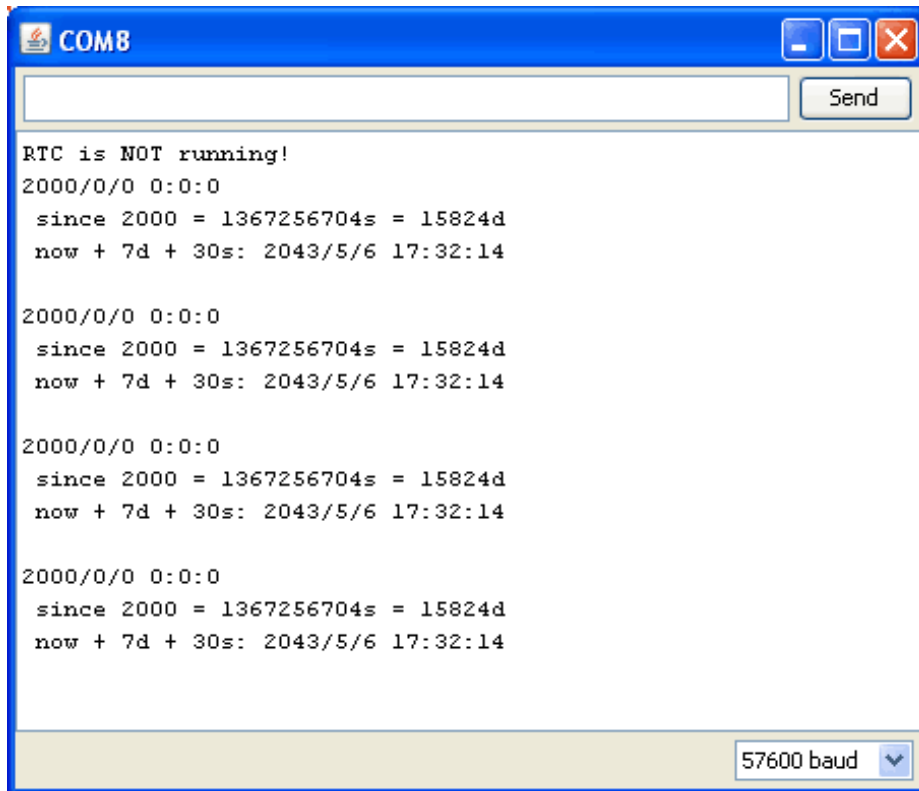 COM8
Send
RTC is NOT running!
2000/0/0 0:0:0
since 2000 = 1367256704s = 15824d
now + 7d + 30s: 2043/5/6 17:32:14
2000/0/0 0:0:0
since 2000 = 1367256704s = 15824d
now + 7d + 30s: 2043/5/6 17:32:14
2000/0/0 0:0:0
since 2000 = 1367256704s = 15824d
now + 7d + 30s: 2043/5/6 17:32:14
2000/0/0 0:0:0
since 2000 = 1367256704s = 15824d
now + 7d + 30s: 2043/5/6 17:32:14
57600 baud